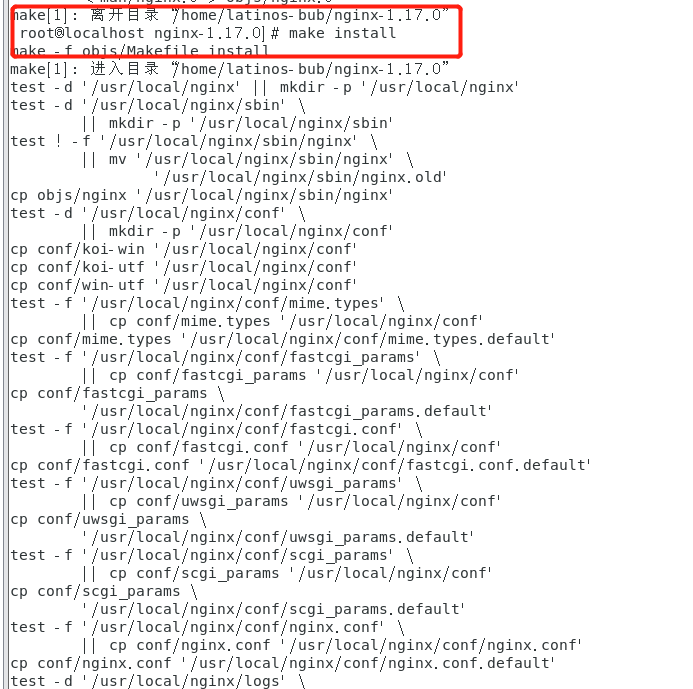 make[1]: 离开目录“/home/latinos-bub/nginx-1.17.0”
root@localhost nginx-1.17.0]# make install
make -f objs/Makefile install
make[1]: 进入目录“/home/latinos-bub/nginx-1.17.0”
test -d '/usr/local/nginx' || mkdir -p '/usr/local/nginx'
test -d '/usr/local/nginx/sbin' \
|| mkdir -p '/usr/local/nginx/sbin'
test ! -f '/usr/local/nginx/sbin/nginx' \
|| mv '/usr/local/nginx/sbin/nginx' \
'/usr/local/nginx/sbin/nginx.old'
cp objs/nginx '/usr/local/nginx/sbin/nginx'
test -d '/usr/local/nginx/conf' \
|| mkdir -p '/usr/local/nginx/conf'
cp conf/koi-win '/usr/local/nginx/conf'
cp conf/koi-utf '/usr/local/nginx/conf'
cp conf/win-utf '/usr/local/nginx/conf'
test -f '/usr/local/nginx/conf/mime.types' \
|| cp conf/mime.types '/usr/local/nginx/conf'
cp conf/mime.types '/usr/local/nginx/conf/mime.types.default'
test -f '/usr/local/nginx/conf/fastcgi_params' \
|| cp conf/fastcgi_params '/usr/local/nginx/conf'
cp conf/fastcgi_params \
'/usr/local/nginx/conf/fastcgi_params.default'
test -f '/usr/local/nginx/conf/fastcgi.conf' \
|| cp conf/fastcgi.conf '/usr/local/nginx/conf'
cp conf/fastcgi.conf '/usr/local/nginx/conf/fastcgi.conf.default'
test -f '/usr/local/nginx/conf/uwsgi_params' \
|| cp conf/uwsgi_params '/usr/local/nginx/conf'
cp conf/uwsgi_params \
'/usr/local/nginx/conf/uwsgi_params.default'
test -f '/usr/local/nginx/conf/scgi_params' \
|| cp conf/scgi_params '/usr/local/nginx/conf'
cp conf/scgi_params \
'/usr/local/nginx/conf/scgi_params.default'
test -f '/usr/local/nginx/conf/nginx.conf' \
|| cp conf/nginx.conf '/usr/local/nginx/conf/nginx.conf'
cp conf/nginx.conf '/usr/local/nginx/conf/nginx.conf.default'
test -d '/usr/local/nginx/logs' \